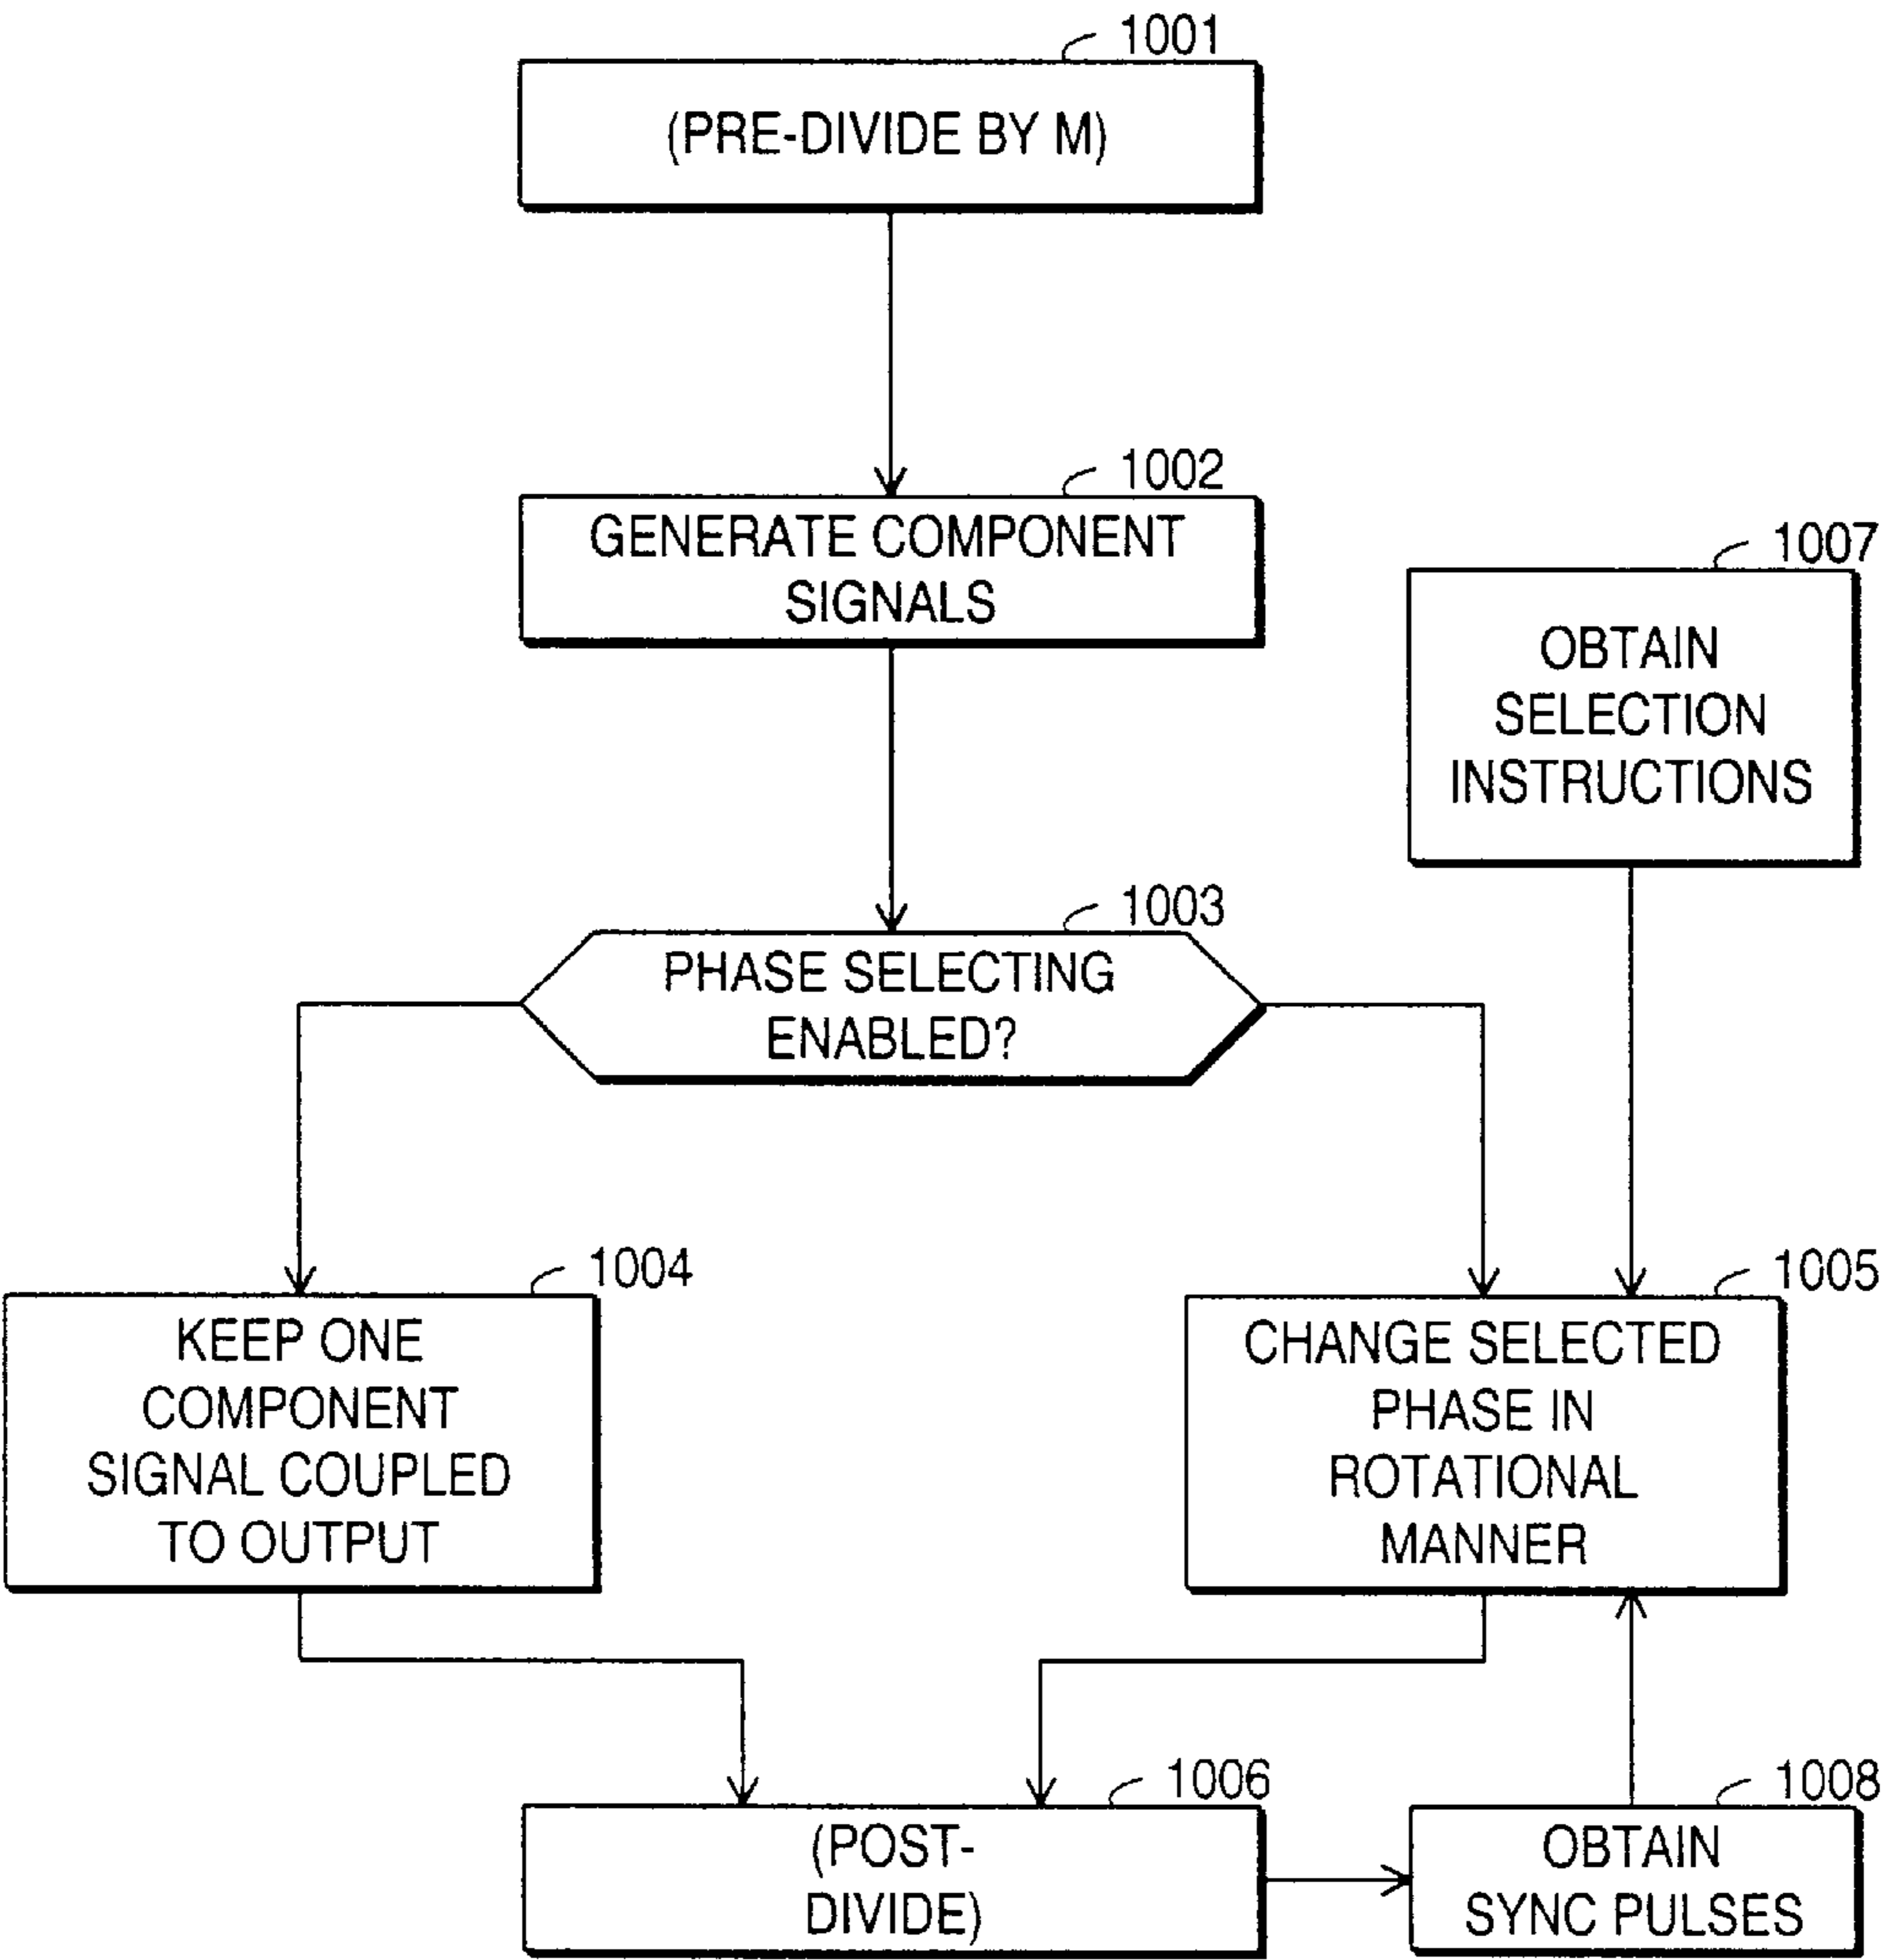 1001
(PRE-DIVIDE BY M)
1002
GENERATE COMPONENT
SIGNALS
1007
OBTAIN
SELECTION
INSTRUCTIONS
1003
PHASE SELECTING
ENABLED?
1004
KEEP ONE
COMPONENT
SIGNAL COUPLED
TO OUTPUT
1005
CHANGE SELECTED
PHASE IN
ROTATIONAL
MANNER
1006
(POST-
DIVIDE)
1008
OBTAIN
SYNC PULSES